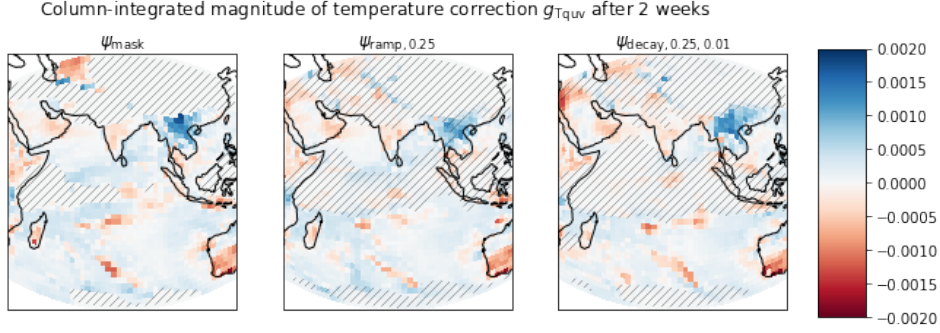 Column-integrated magnitude of temperature correction g_Tquv after 2 weeks
ψ_mask
ψ_ramp, 0.25
ψ_decay, 0.25, 0.01
0.0020
0.0015
0.0010
0.0005
0.0000
−0.0005
−0.0010
−0.0015
−0.0020